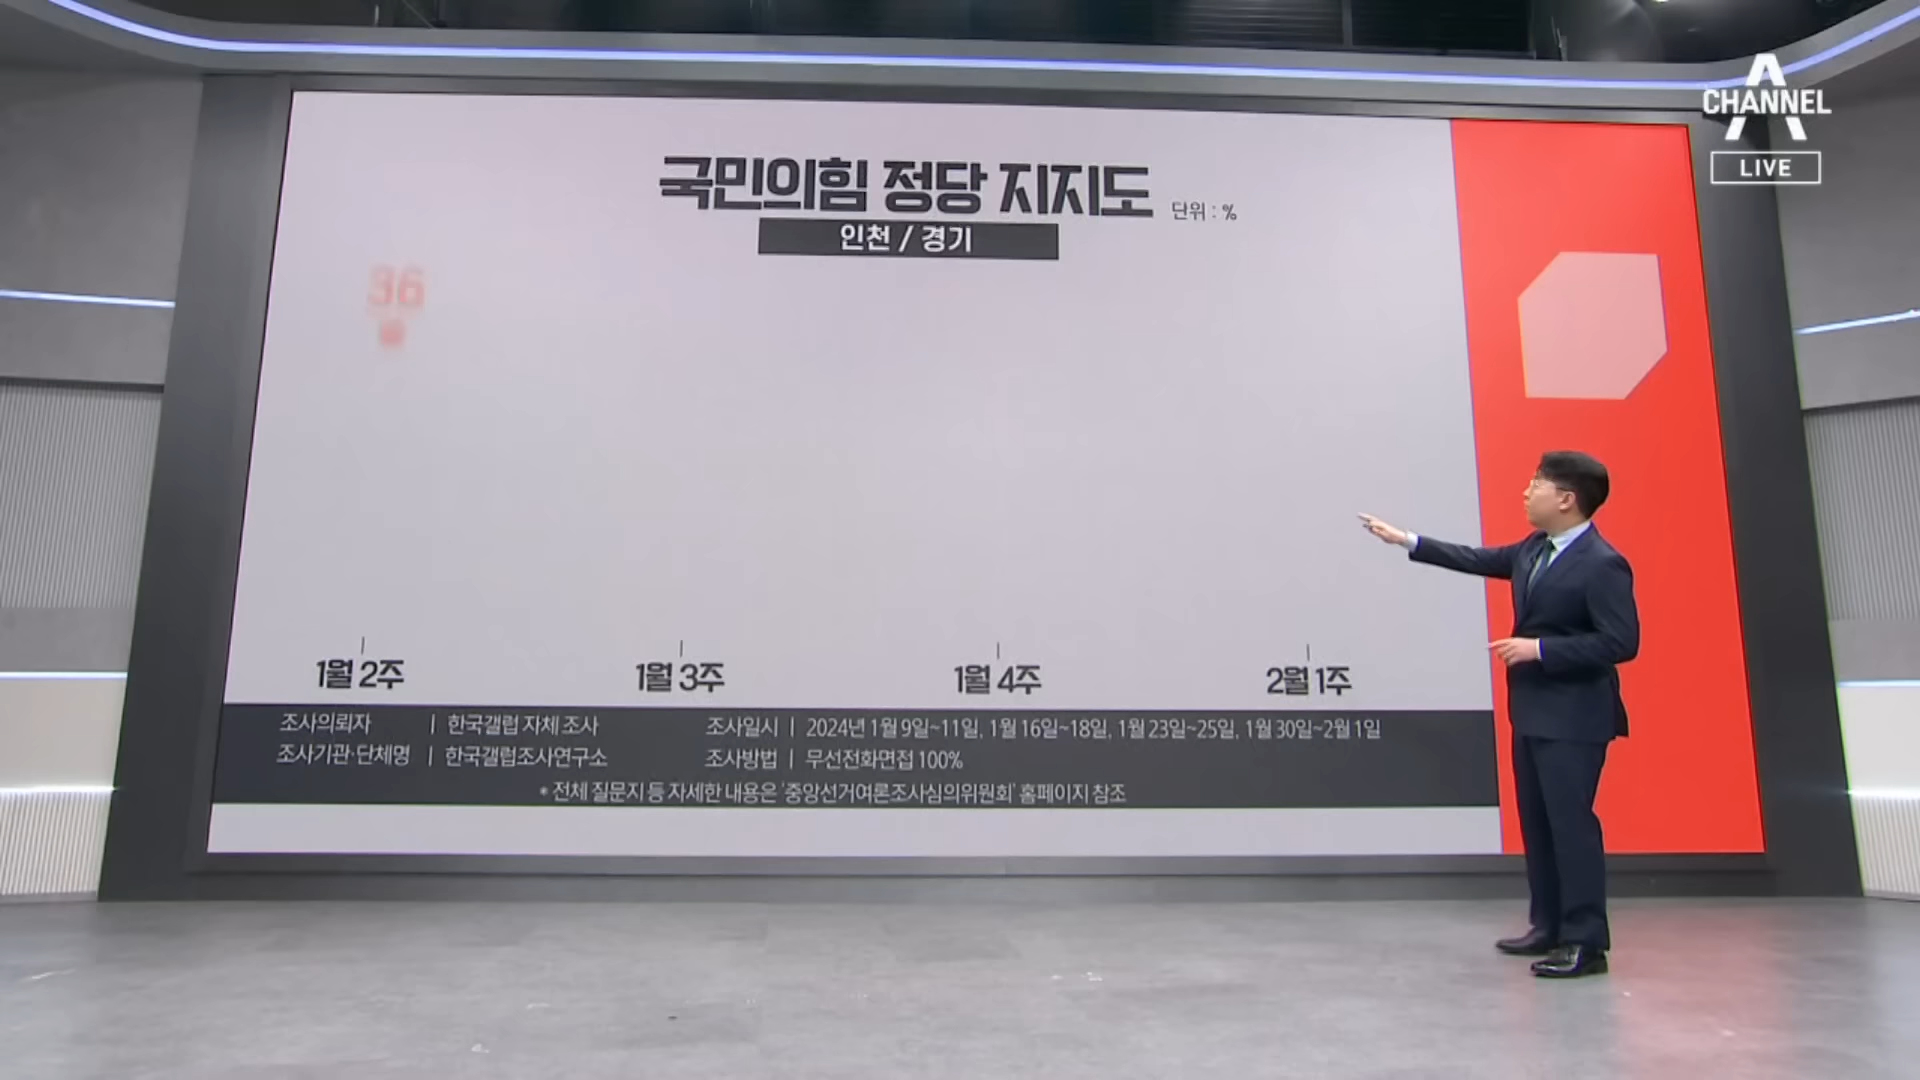 CHANNEL A
LIVE
국민의힘 정당 지지도 단위 : %
인천 / 경기
36
1월 2주 1월 3주 1월 4주 2월 1주
조사의뢰자 | 한국갤럽 자체 조사 조사일시 | 2024년 1월 9일~11일, 1월 16일~18일, 1월 23일~25일, 1월 30일~2월 1일
조사기관·단체명 | 한국갤럽조사연구소 조사방법 | 무선전화면접 100%
* 전체 질문지 등 자세한 내용은 '중앙선거여론조사심의위원회' 홈페이지 참조